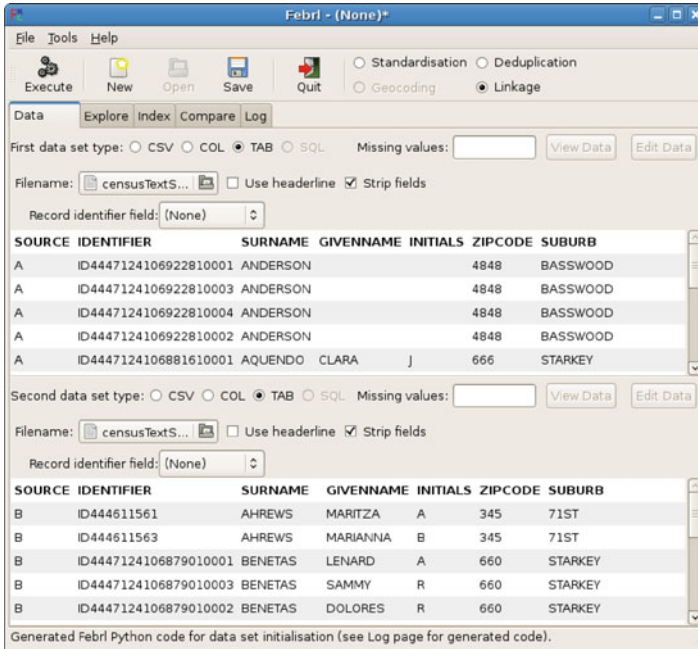 Febrl - (None)*
File Tools Help
Execute New Open Save Quit Standardisation Deduplication
Geocoding Linkage
Data Explore Index Compare Log
First data set type: CSV COL TAB SQL Missing values: View Data Edit Data
Filename: censusTextS... Use headerline Strip fields
Record identifier field: (None)
SOURCE IDENTIFIER SURNAME GIVENNAME INITIALS ZIPCODE SUBURB
A ID4447124106922810001 ANDERSON 4848 BASSWOOD
A ID4447124106922810003 ANDERSON 4848 BASSWOOD
A ID4447124106922810004 ANDERSON 4848 BASSWOOD
A ID4447124106922810002 ANDERSON 4848 BASSWOOD
A ID4447124106881610001 AQUENDO CLARA J 666 STARKEY
Second data set type: CSV COL TAB SQL Missing values: View Data Edit Data
Filename: censusTextS... Use headerline Strip fields
Record identifier field: (None)
SOURCE IDENTIFIER SURNAME GIVENNAME INITIALS ZIPCODE SUBURB
B ID444611561 AHREWS MARITZA A 345 71ST
B ID444611563 AHREWS MARIANNA B 345 71ST
B ID4447124106879010001 BENETAS LENARD A 660 STARKEY
B ID4447124106879010003 BENETAS SAMMY R 660 STARKEY
B ID4447124106879010002 BENETAS DOLORES R 660 STARKEY
Generated Febrl Python code for data set initialisation (see Log page for generated code).